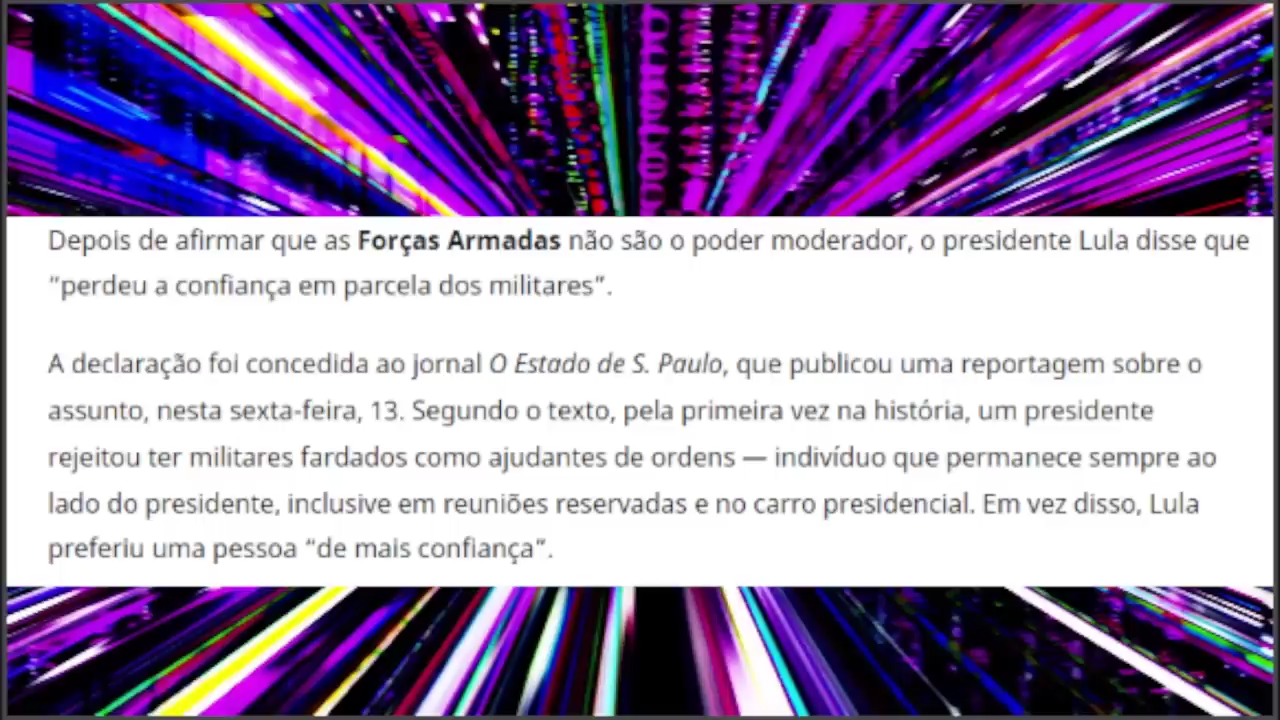 Depois de afirmar que as Forças Armadas não são o poder moderador, o presidente Lula disse que
“perdeu a confiança em parcela dos militares”.
A declaração foi concedida ao jornal O Estado de S. Paulo, que publicou uma reportagem sobre o
assunto, nesta sexta-feira, 13. Segundo o texto, pela primeira vez na história, um presidente
rejeitou ter militares fardados como ajudantes de ordens — indivíduo que permanece sempre ao
lado do presidente, inclusive em reuniões reservadas e no carro presidencial. Em vez disso, Lula
preferiu uma pessoa “de mais confiança”.